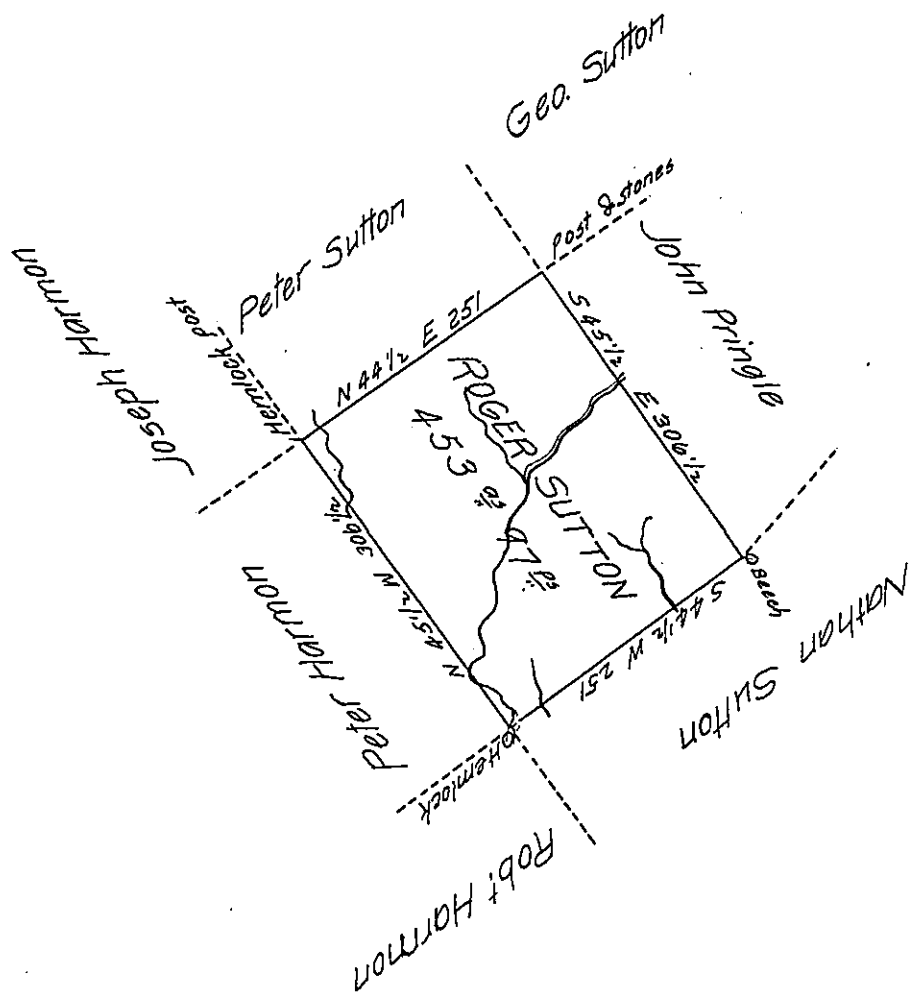 Geo. Sutton
Peter Sutton
Post & stones
John Pringle
Joseph Harmon
Hemlock Post
N 44½ E 251
S 45½ E 306½
ROGER SUTTON
453 as 97 ps
N 45½ W 306½
S 44½ W 251
Beech
Nathan Sutton
Peter Harmon
Hemlock
Robt Harmon